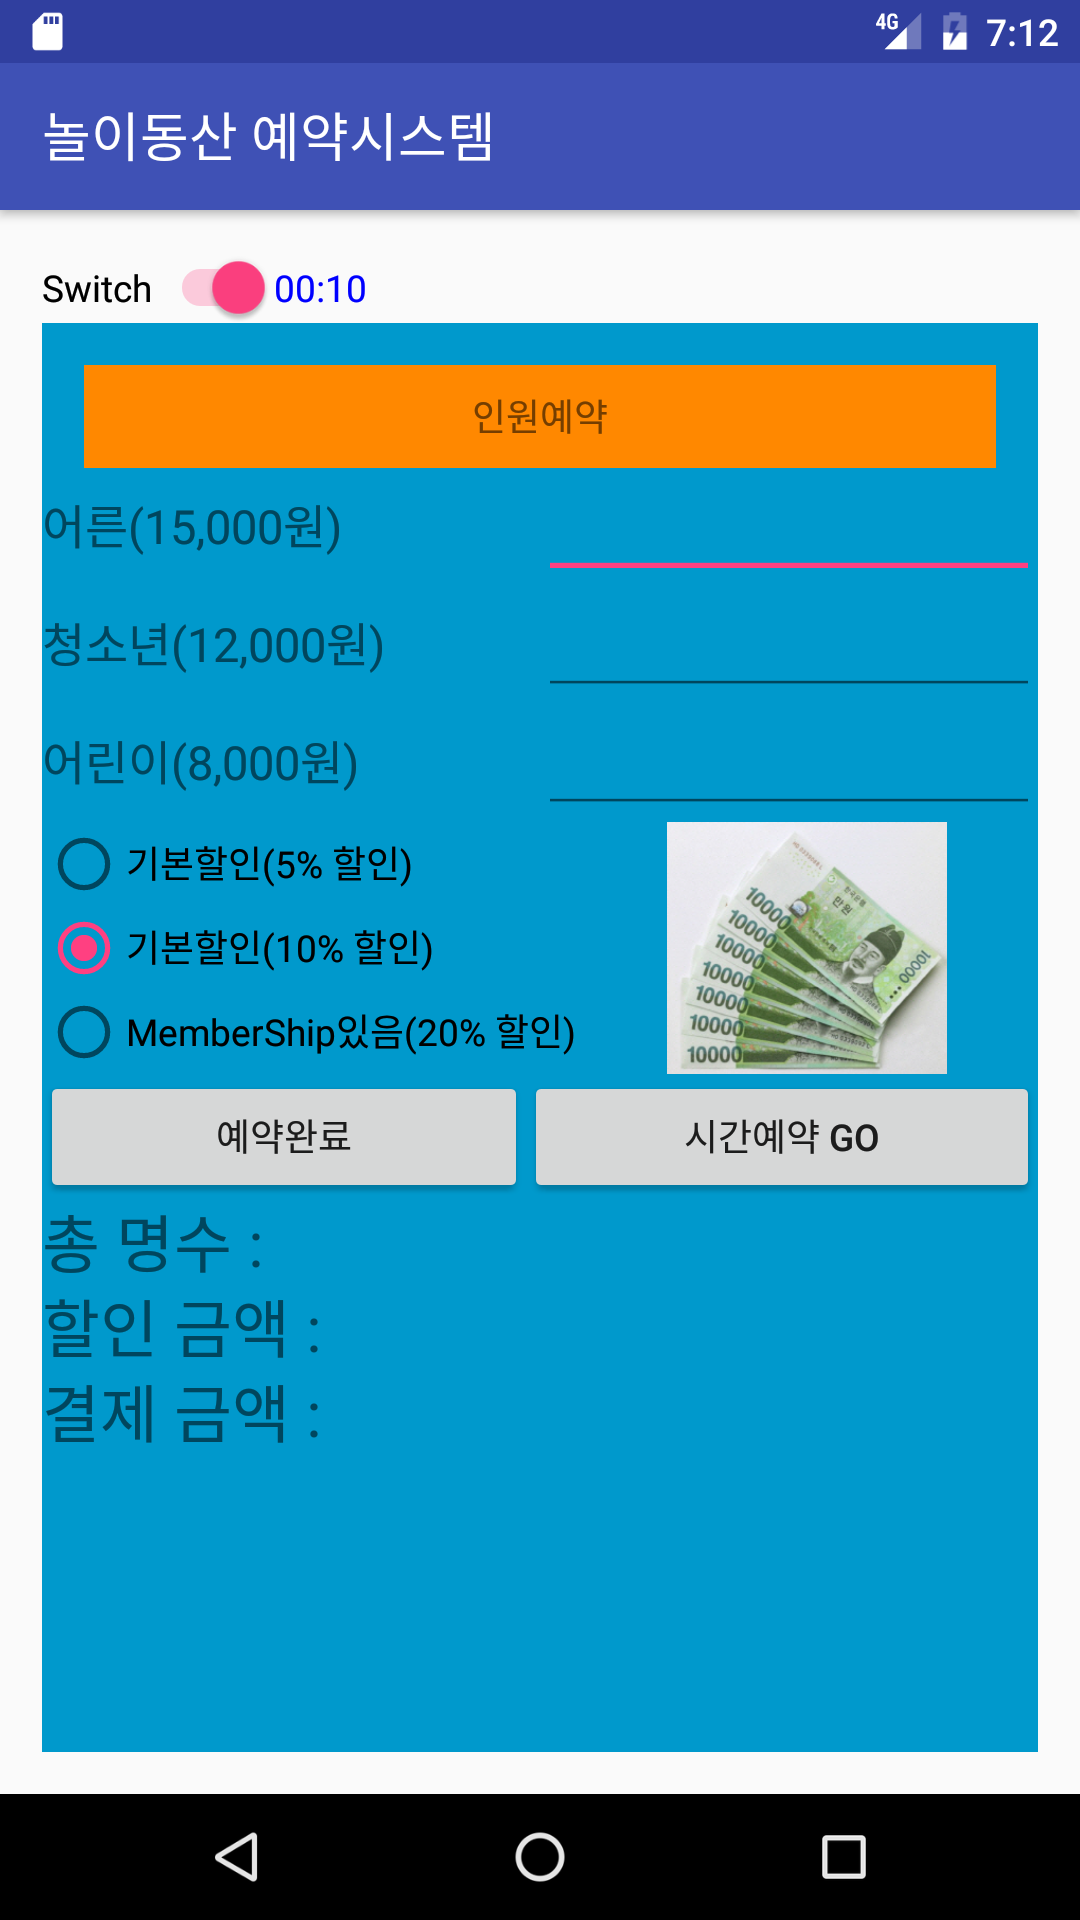 4G 7:12
놀이동산 예약시스템
Switch 00:10
인원예약
어른(15,000원)
청소년(12,000원)
어린이(8,000원)
기본할인(5% 할인)
기본할인(10% 할인)
MemberShip있음(20% 할인)
10000
10000
10000
10000
10000
10000
10000
만원
10000
예약완료 시간예약 GO
총 명수 :
할인 금액 :
결제 금액 :